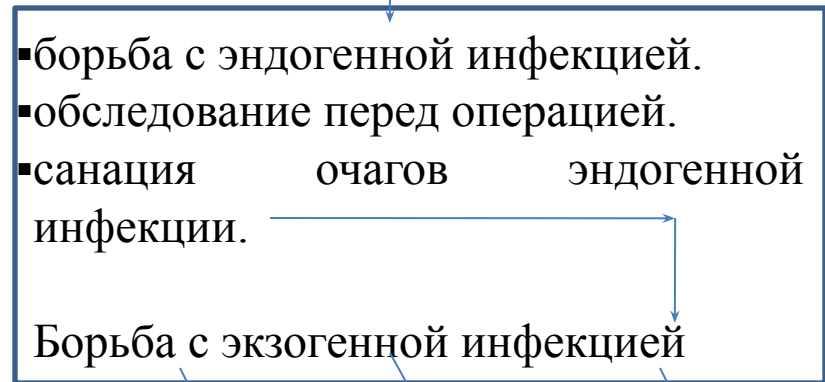 ▪борьба с эндогенной инфекцией.
▪обследование перед операцией.
▪санация очагов эндогенной
инфекции.
Борьба с экзогенной инфекцией